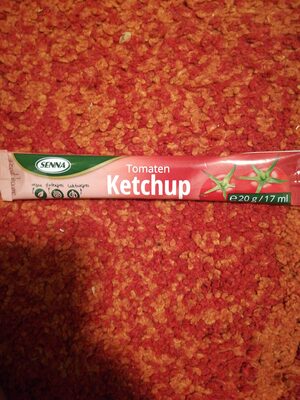 SENNA
Tomaten
Ketchup
e 20 g / 17 ml